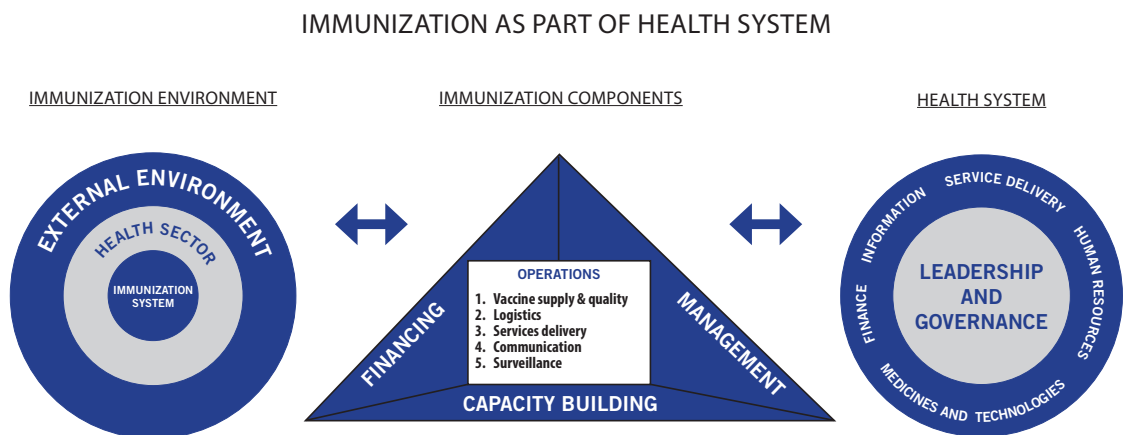 IMMUNIZATION AS PART OF HEALTH SYSTEM
IMMUNIZATION ENVIRONMENT
EXTERNAL ENVIRONMENT
HEALTH SECTOR
IMMUNIZATION
SYSTEM
IMMUNIZATION COMPONENTS
FINANCING
MANAGEMENT
CAPACITY BUILDING
OPERATIONS
1. Vaccine supply & quality
2. Logistics
3. Services delivery
4. Communication
5. Surveillance
HEALTH SYSTEM
FINANCE
INFORMATION
SERVICE DELIVERY
HUMAN RESOURCES
MEDICINES AND TECHNOLOGIES
LEADERSHIP
AND
GOVERNANCE